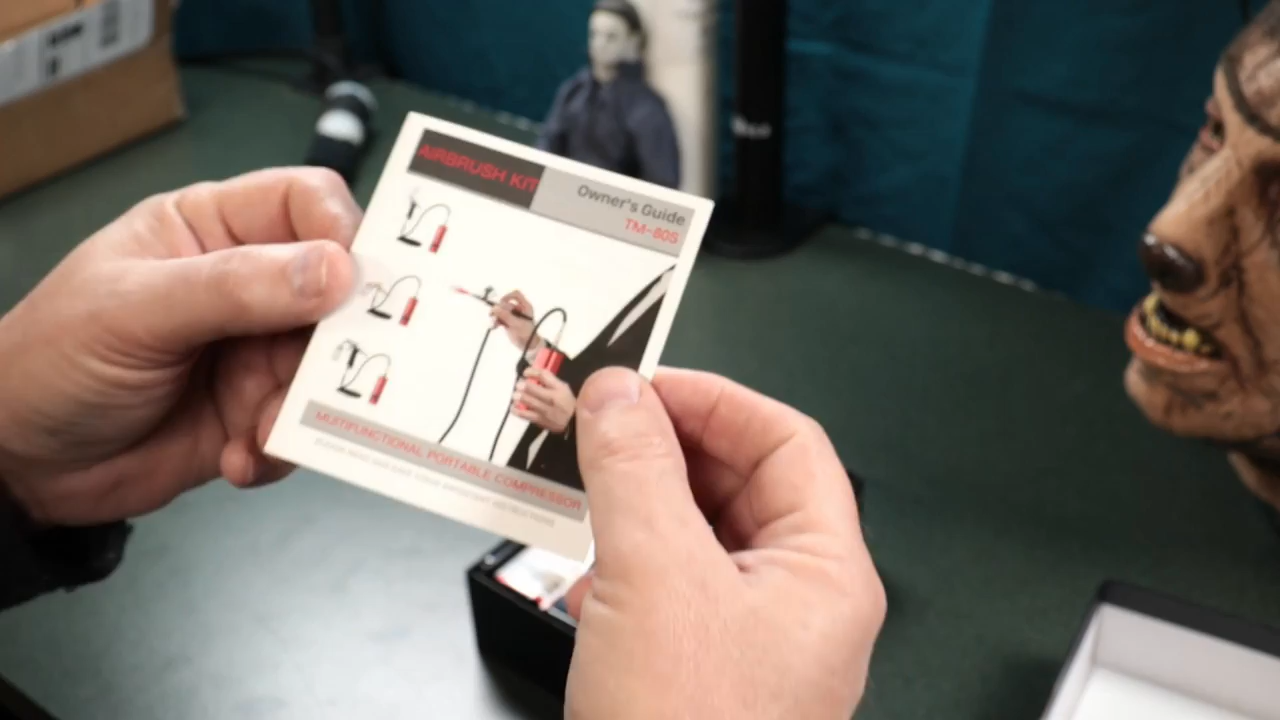 AIRBRUSH KIT
Owner's Guide
TM-80S
MULTIFUNCTIONAL PORTABLE COMPRESSOR